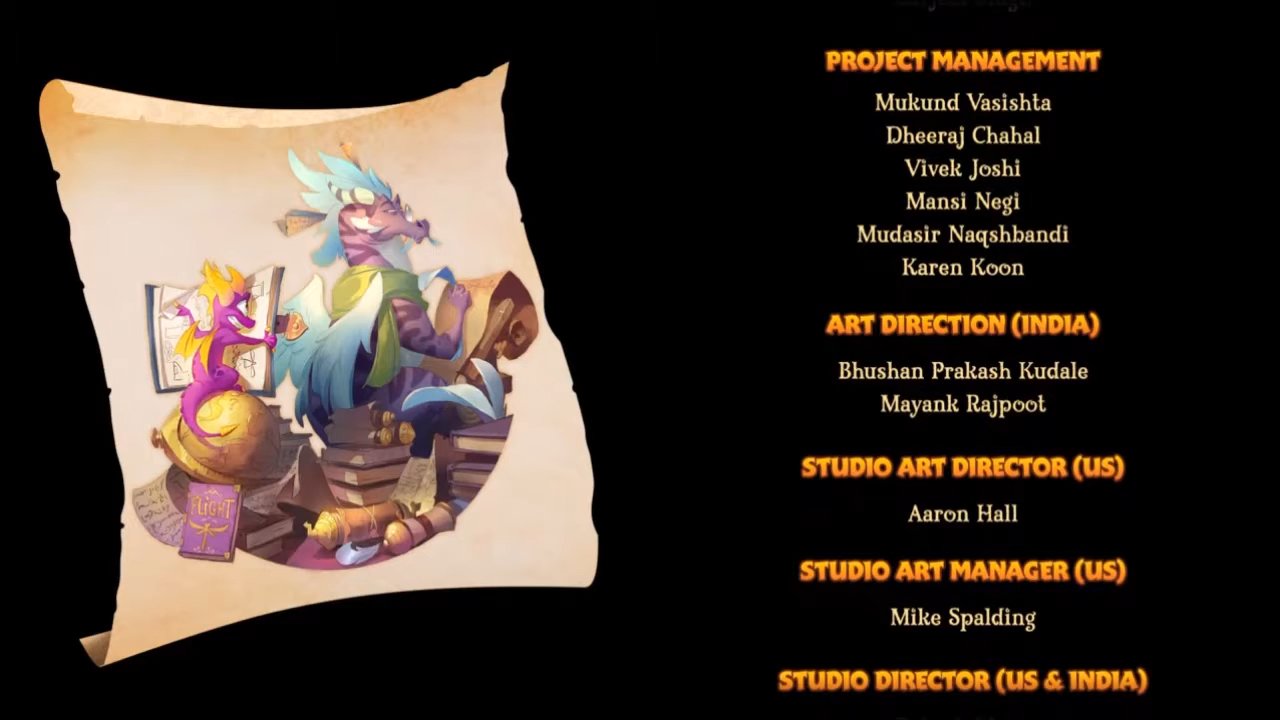 PROJECT MANAGEMENT
Mukund Vasishta
Dheeraj Chahal
Vivek Joshi
Mansi Negi
Mudasir Naqshbandi
Karen Koon
ART DIRECTION (INDIA)
Bhushan Prakash Kudale
Mayank Rajpoot
STUDIO ART DIRECTOR (US)
Aaron Hall
STUDIO ART MANAGER (US)
Mike Spalding
STUDIO DIRECTOR (US & INDIA)
FLIGHT